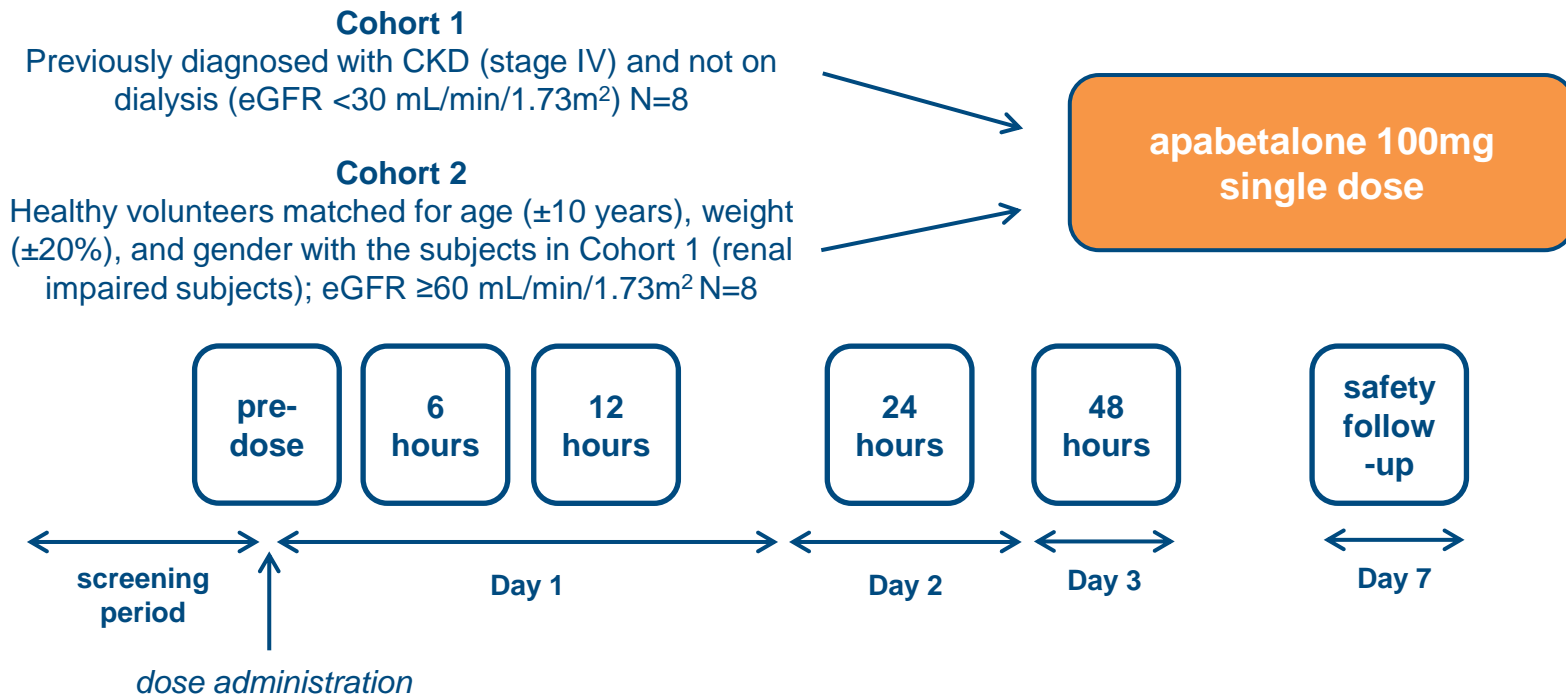 Cohort 1
Previously diagnosed with CKD (stage IV) and not on
dialysis (eGFR <30 mL/min/1.73m²) N=8
Cohort 2
Healthy volunteers matched for age (±10 years), weight
(±20%), and gender with the subjects in Cohort 1 (renal
impaired subjects); eGFR ≥60 mL/min/1.73m² N=8
apabetalone 100mg
single dose
pre-
dose
6
hours
12
hours
24
hours
48
hours
safety
follow
-up
screening
period
Day 1
Day 2
Day 3
Day 7
dose administration